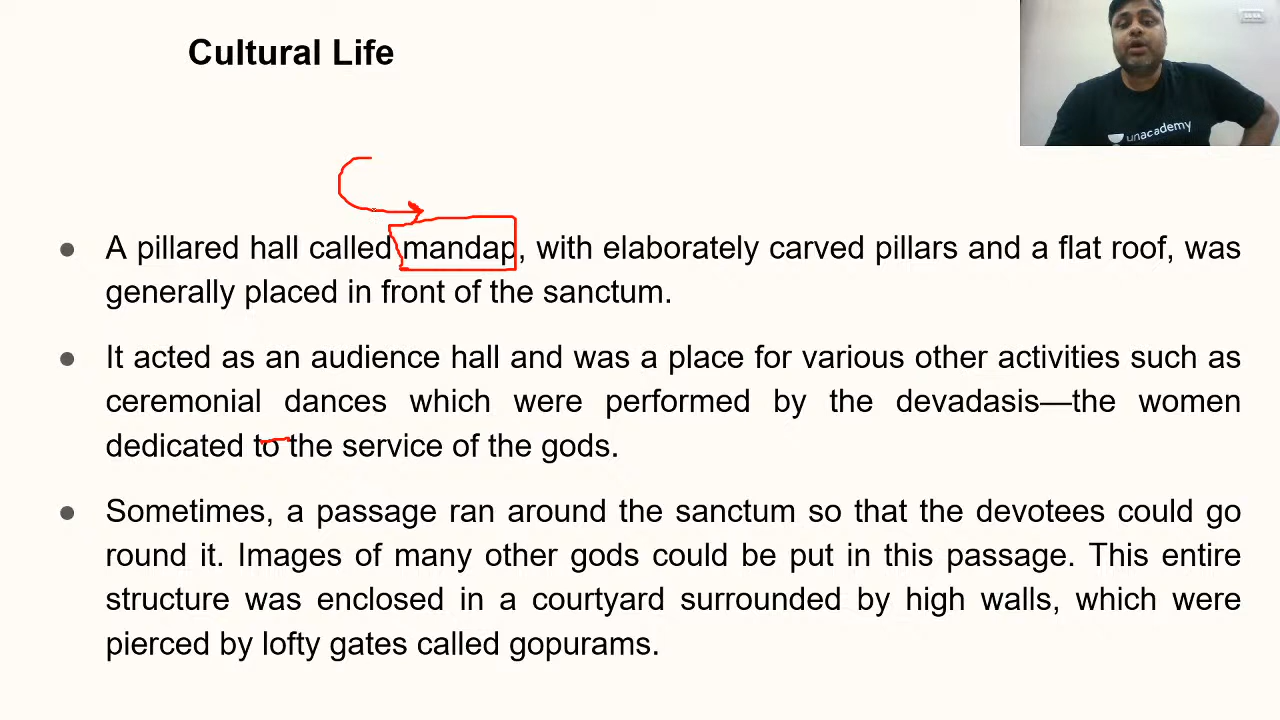 Cultural Life
unacademy
● A pillared hall called mandap, with elaborately carved pillars and a flat roof, was
generally placed in front of the sanctum.
● It acted as an audience hall and was a place for various other activities such as
ceremonial dances which were performed by the devadasis—the women
dedicated to the service of the gods.
● Sometimes, a passage ran around the sanctum so that the devotees could go
round it. Images of many other gods could be put in this passage. This entire
structure was enclosed in a courtyard surrounded by high walls, which were
pierced by lofty gates called gopurams.